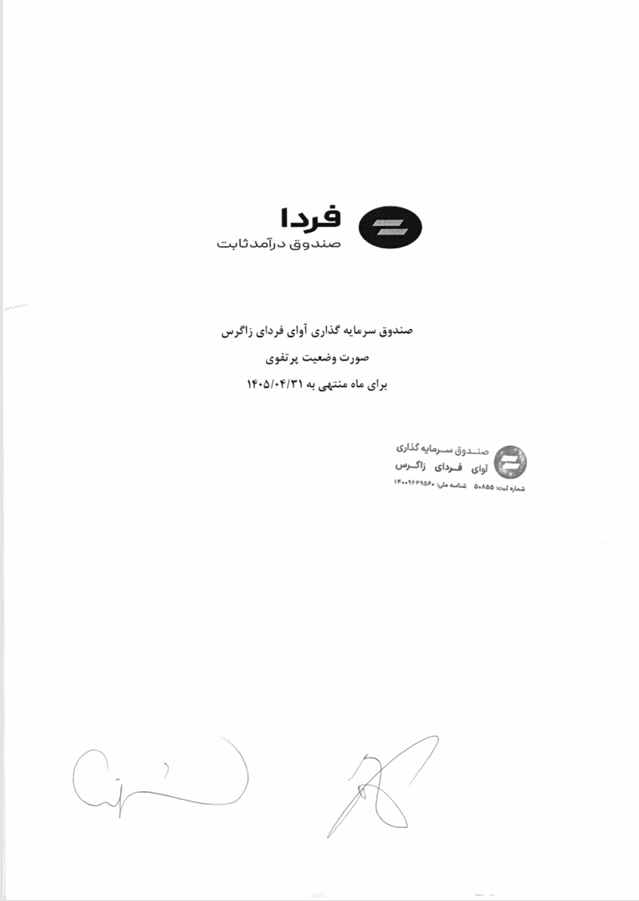 فردا
صندوق درآمد ثابت
صندوق سرمایه گذاری آوای فردای زاگرس
صورت وضعیت پرتفوی
برای ماه منتهی به ۱۴۰۵/۰۴/۳۱
صندوق سرمایه گذاری
آوای فردای زاگرس
شماره ثبت: ۵۰۸۵۵ شناسه ملی: ۱۴۰۰۹۶۴۹۵۶۰